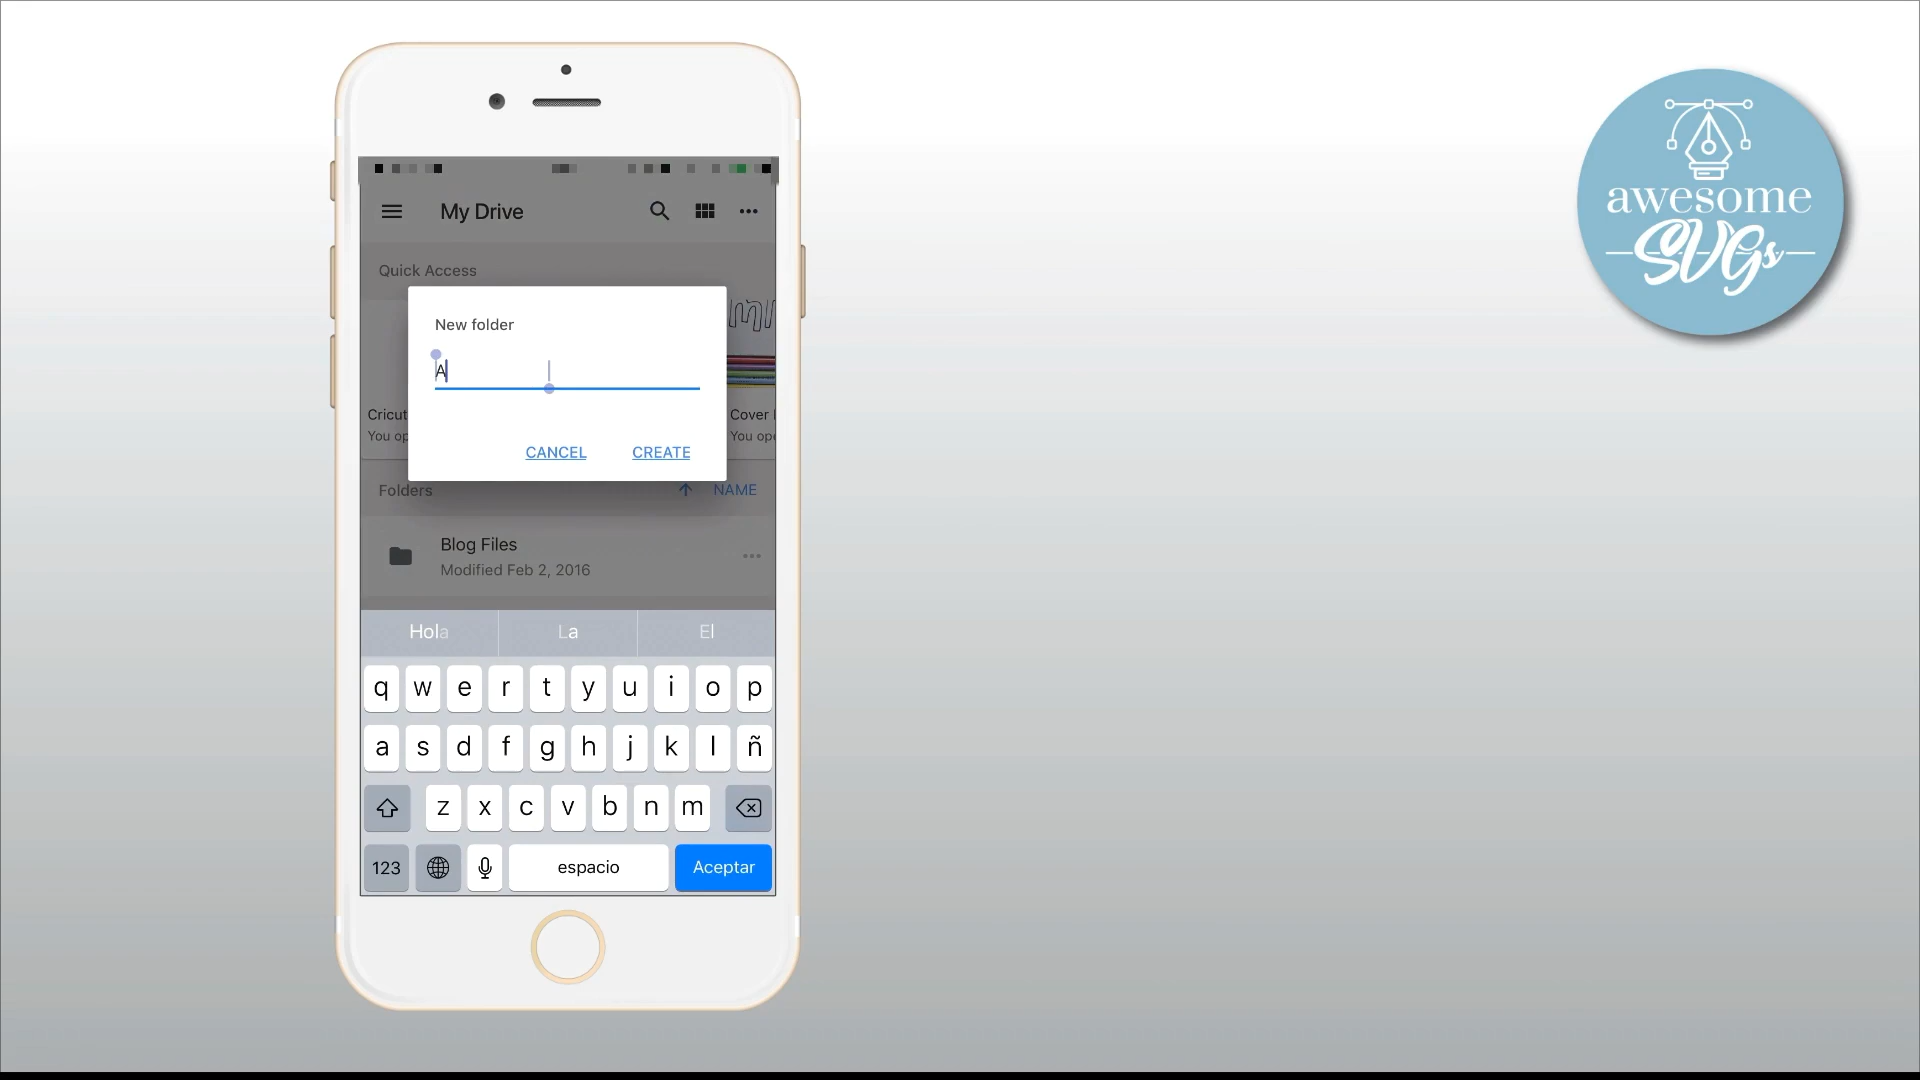 My Drive
Quick Access
New folder
A
Cricut
Cover
You op
You ope
CANCEL CREATE
Folders
NAME
Blog Files
Modified Feb 2, 2016
Hola La El
q w e r t y u i o p
a s d f g h j k l ñ
z x c v b n m
123 espacio Aceptar
awesome
SVGs